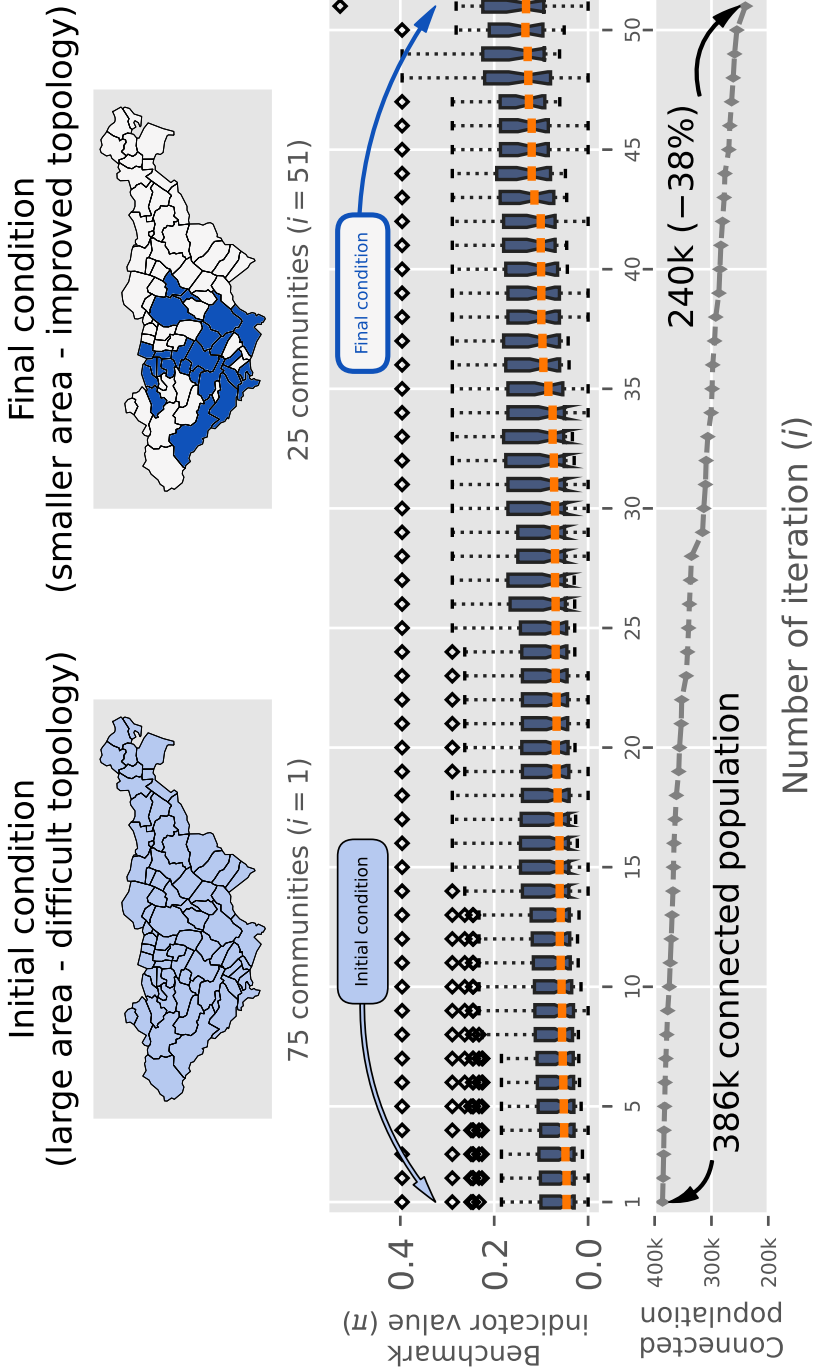 Initial condition
(large area - difficult topology)
Final condition
(smaller area - improved topology)
75 communities (i = 1)
25 communities (i = 51)
Benchmark
indicator value (π)
0.4
0.2
0.0
Initial condition
Final condition
1
5
10
15
20
25
30
35
40
45
50
Connected
population
400k
300k
200k
386k connected population
240k (−38%)
Number of iteration (i)